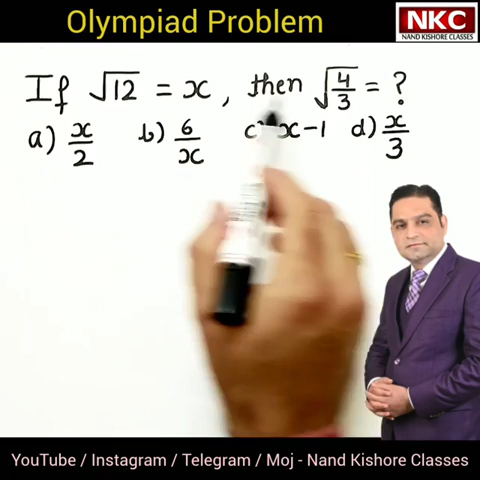 Olympiad Problem
NKC
NAND KISHORE CLASSES
If √12 = x, then √(4/3) = ?
a) x/2 b) 6/x c) x-1 d) x/3
YouTube / Instagram / Telegram / Moj - Nand Kishore Classes